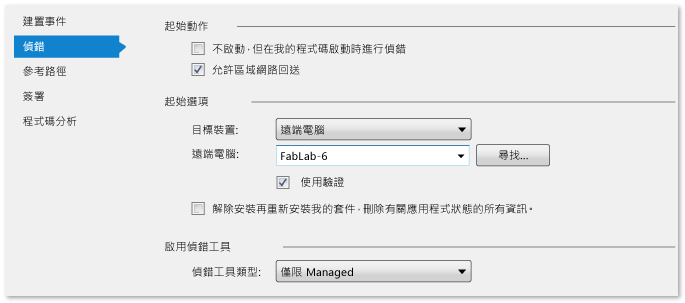 建置事件
偵錯
參考路徑
簽署
程式碼分析
起始動作
不啟動，但在我的程式碼啟動時進行偵錯
允許區域網路回送
起始選項
目標裝置: 遠端電腦
遠端電腦: FabLab-6 尋找...
使用驗證
解除安裝再重新安裝我的套件，刪除有關應用程式狀態的所有資訊。
啟用偵錯工具
偵錯工具類型: 僅限 Managed